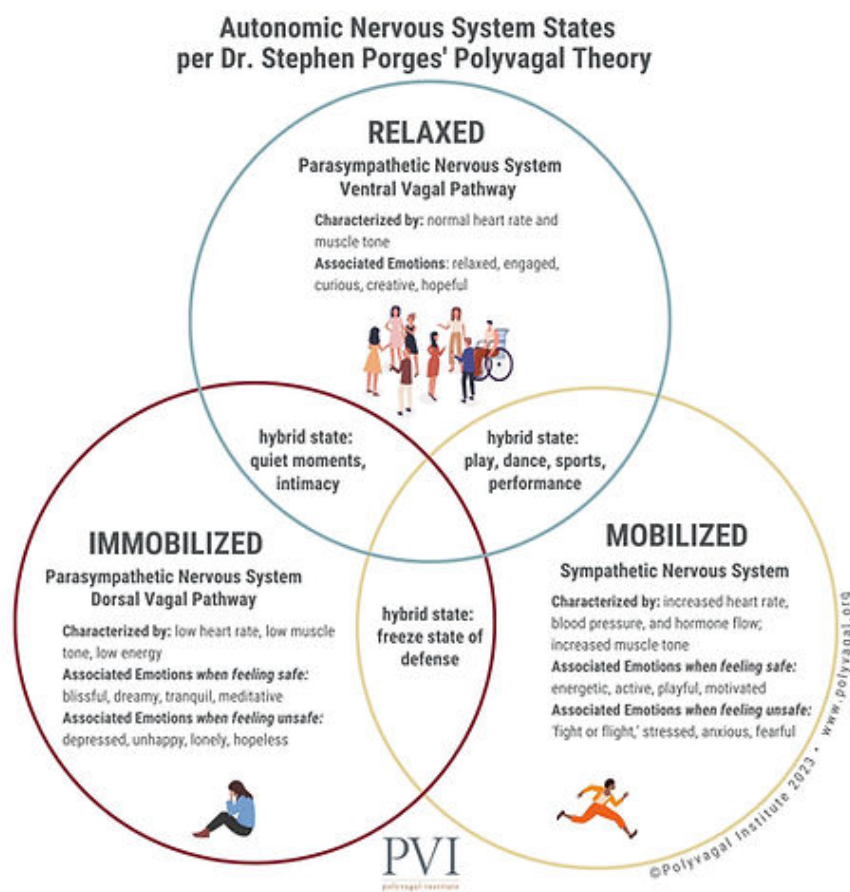 Autonomic Nervous System States
per Dr. Stephen Porges' Polyvagal Theory
RELAXED
Parasympathetic Nervous System
Ventral Vagal Pathway
Characterized by: normal heart rate and
muscle tone
Associated Emotions: relaxed, engaged,
curious, creative, hopeful
hybrid state:
quiet moments,
intimacy
hybrid state:
play, dance, sports,
performance
IMMOBILIZED
Parasympathetic Nervous System
Dorsal Vagal Pathway
Characterized by: low heart rate, low muscle
tone, low energy
Associated Emotions when feeling safe:
blissful, dreamy, tranquil, meditative
Associated Emotions when feeling unsafe:
depressed, unhappy, lonely, hopeless
hybrid state:
freeze state of
defense
MOBILIZED
Sympathetic Nervous System
Characterized by: increased heart rate,
blood pressure, and hormone flow;
increased muscle tone
Associated Emotions when feeling safe:
energetic, active, playful, motivated
Associated Emotions when feeling unsafe:
'fight or flight,' stressed, anxious, fearful
PVI
polyvagal institute
©Polyvagal Institute 2023 • www.polyvagal.org